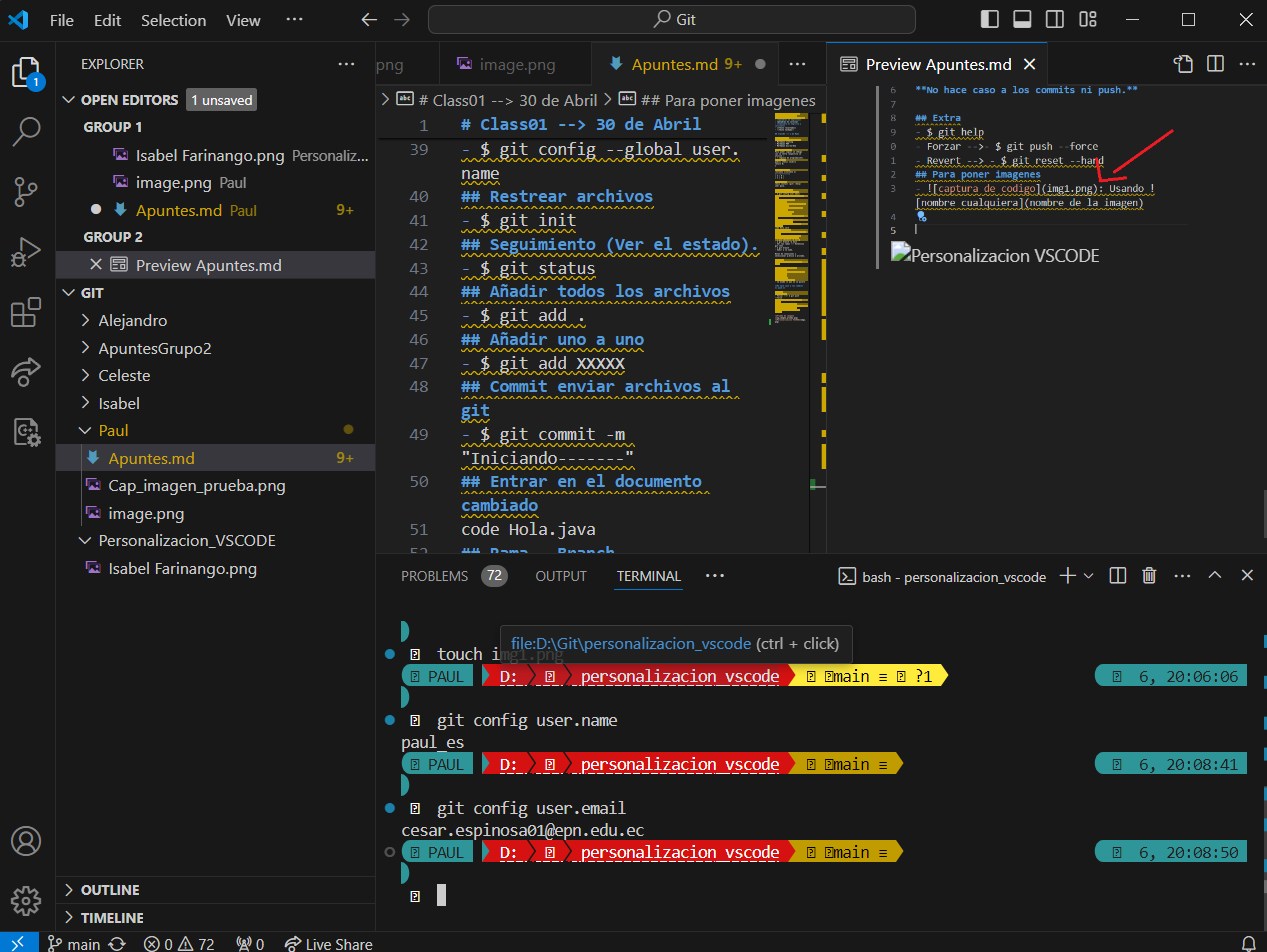 File Edit Selection View ··· Git
EXPLORER ···
OPEN EDITORS 1 unsaved
GROUP 1
Isabel Farinango.png Personaliz...
image.png Paul
Apuntes.md Paul 9+
GROUP 2
Preview Apuntes.md
GIT
Alejandro
ApuntesGrupo2
Celeste
Isabel
Paul
Apuntes.md 9+
Cap_imagen_prueba.png
image.png
Personalizacion_VSCODE
Isabel Farinango.png
OUTLINE
TIMELINE
png image.png Apuntes.md 9+ ···
# Class01 --> 30 de Abril > ## Para poner imagenes
1 # Class01 --> 30 de Abril
39 - $ git config --global user.
name
40 ## Restrear archivos
41 - $ git init
42 ## Seguimiento (Ver el estado).
43 - $ git status
44 ## Añadir todos los archivos
45 - $ git add .
46 ## Añadir uno a uno
47 - $ git add XXXXX
48 ## Commit enviar archivos al
git
49 - $ git commit -m
"Iniciando-------"
50 ## Entrar en el documento
cambiado
51 code Hola.java
52 ## Rama - Branch
Preview Apuntes.md
6 **No hace caso a los commits ni push.**
7
8 ## Extra
9 - $ git help
0 - Forzar -->- $ git push --force
1 - Revert --> - $ git reset --hard
2 ## Para poner imagenes
3 - ![captura de codigo](img1.png): Usando !
[nombre cualquiera](nombre de la imagen)
4
5
Personalizacion VSCODE
PROBLEMS 72 OUTPUT TERMINAL ··· bash - personalizacion_vscode
file:D:\Git\personalizacion_vscode (ctrl + click)
touch img1.png
PAUL D: personalizacion_vscode main ≡ ?1 6, 20:06:06
git config user.name
paul_es
PAUL D: personalizacion_vscode main ≡ 6, 20:08:41
git config user.email
cesar.espinosa01@epn.edu.ec
PAUL D: personalizacion_vscode main ≡ 6, 20:08:50
main 0 72 0 Live Share